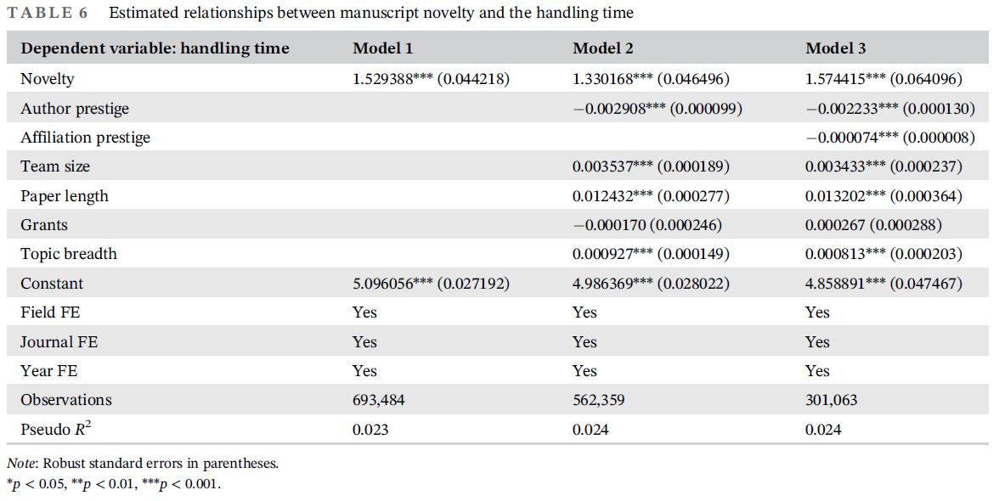 TABLE 6 Estimated relationships between manuscript novelty and the handling time
Dependent variable: handling time Model 1 Model 2 Model 3
Novelty 1.529388*** (0.044218) 1.330168*** (0.046496) 1.574415*** (0.064096)
Author prestige −0.002908*** (0.000099) −0.002233*** (0.000130)
Affiliation prestige −0.000074*** (0.000008)
Team size 0.003537*** (0.000189) 0.003433*** (0.000237)
Paper length 0.012432*** (0.000277) 0.013202*** (0.000364)
Grants −0.000170 (0.000246) 0.000267 (0.000288)
Topic breadth 0.000927*** (0.000149) 0.000813*** (0.000203)
Constant 5.096056*** (0.027192) 4.986369*** (0.028022) 4.858891*** (0.047467)
Field FE Yes Yes Yes
Journal FE Yes Yes Yes
Year FE Yes Yes Yes
Observations 693,484 562,359 301,063
Pseudo R² 0.023 0.024 0.024
Note: Robust standard errors in parentheses.
*p < 0.05, **p < 0.01, ***p < 0.001.